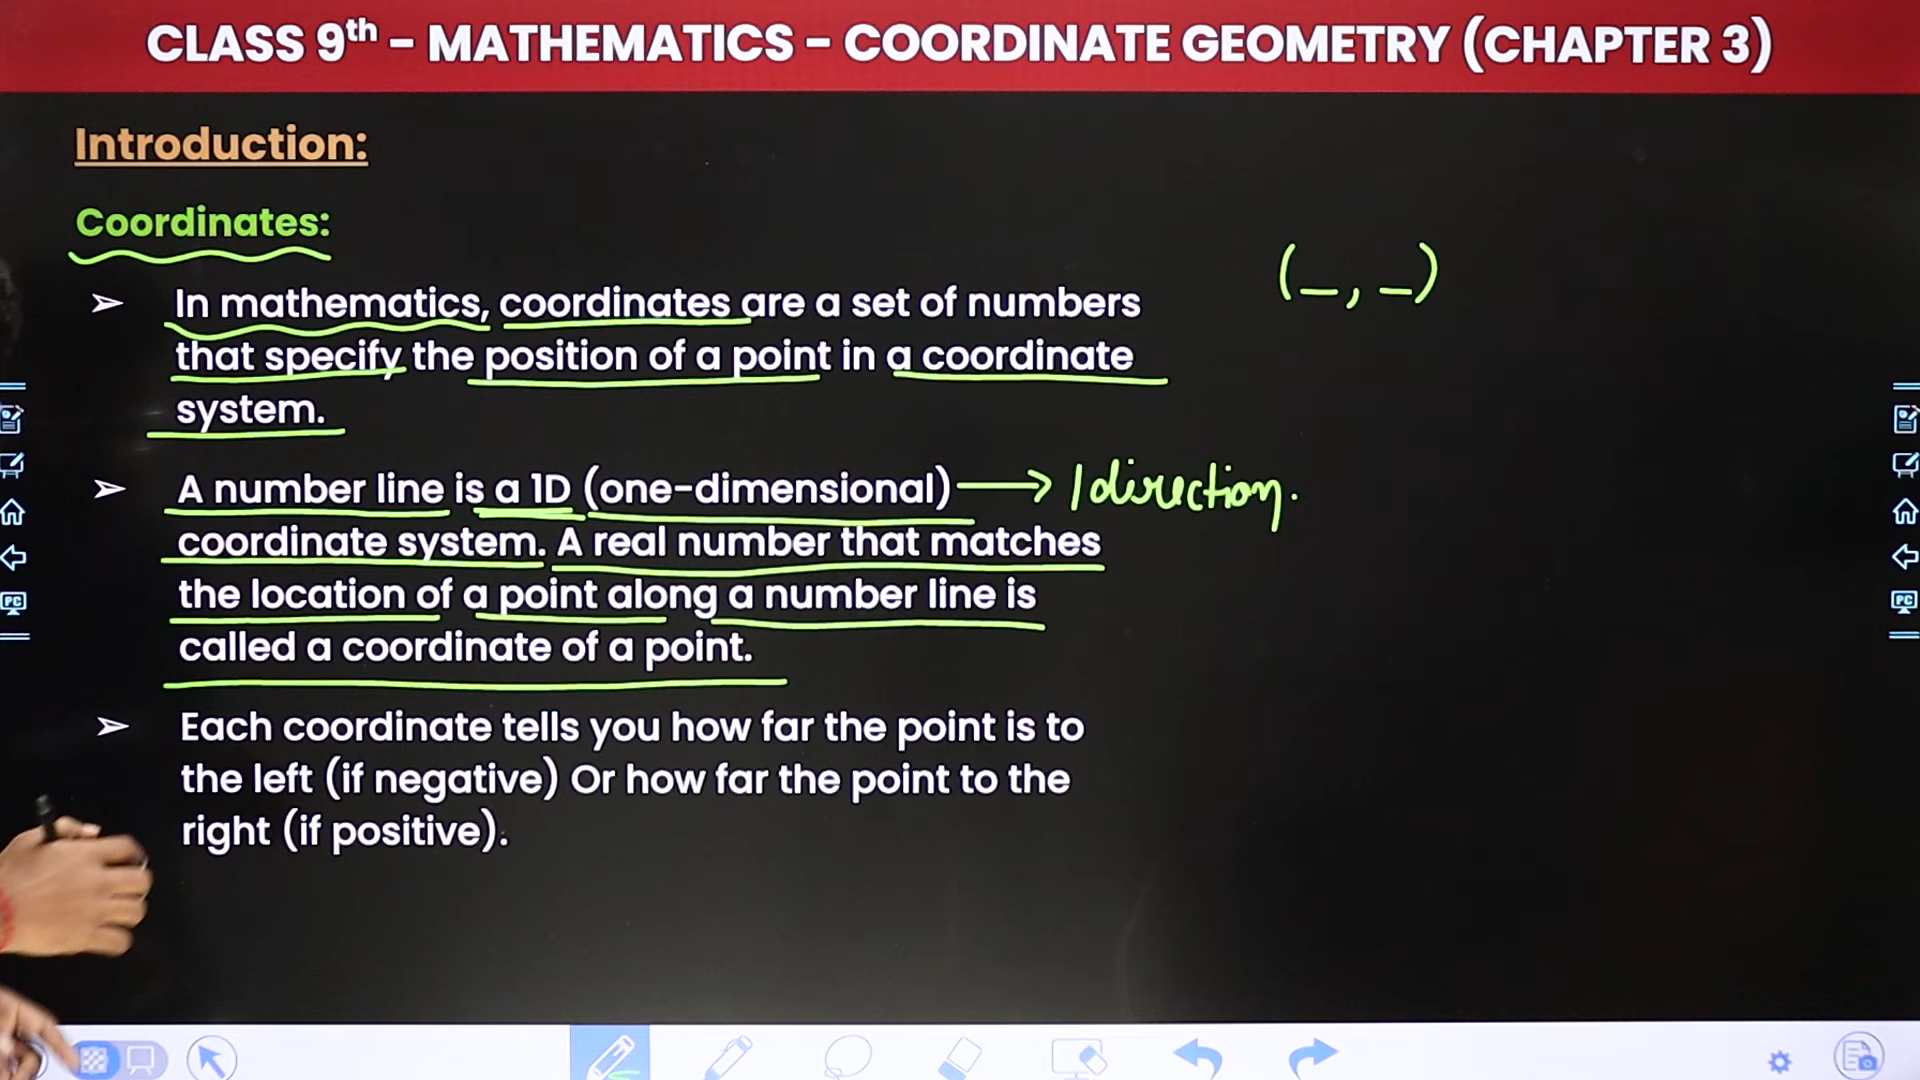 CLASS 9th – MATHEMATICS – COORDINATE GEOMETRY (CHAPTER 3)
Introduction:
Coordinates:
(_, _)
➢ In mathematics, coordinates are a set of numbers
that specify the position of a point in a coordinate
system.
➢ A number line is a 1D (one-dimensional) → 1 direction.
coordinate system. A real number that matches
the location of a point along a number line is
called a coordinate of a point.
➢ Each coordinate tells you how far the point is to
the left (if negative) Or how far the point to the
right (if positive).
PC
PC